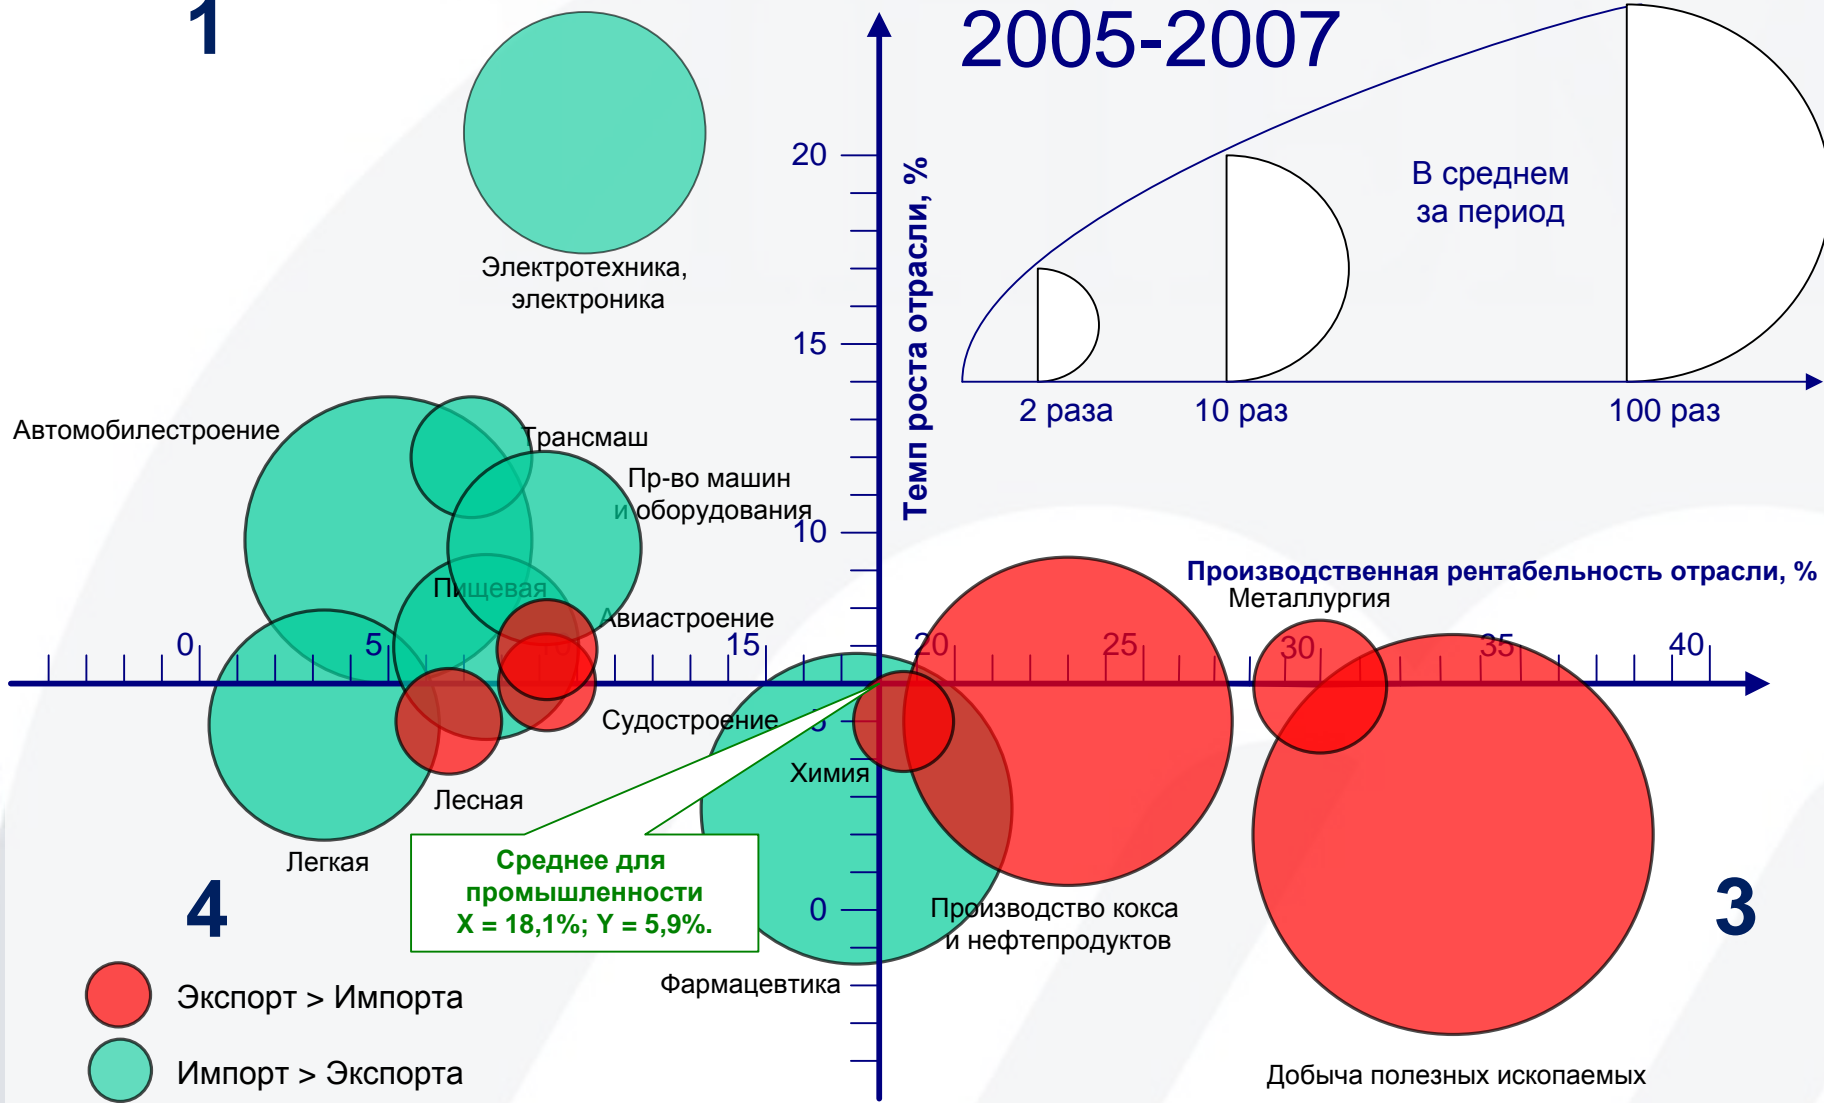 1
2005-2007
20
15
10
5
0
Темп роста отрасли, %
В среднем
за период
2 раза
10 раз
100 раз
Электротехника,
электроника
Автомобилестроение
Трансмаш
Пр-во машин
и оборудования
Пищевая
Авиастроение
Производственная рентабельность отрасли, %
Металлургия
0
5
10
15
20
25
30
35
40
Судостроение
Химия
Лесная
Легкая
Среднее для
промышленности
X = 18,1%; Y = 5,9%.
4
3
Производство кокса
и нефтепродуктов
Фармацевтика
Экспорт > Импорта
Импорт > Экспорта
Добыча полезных ископаемых